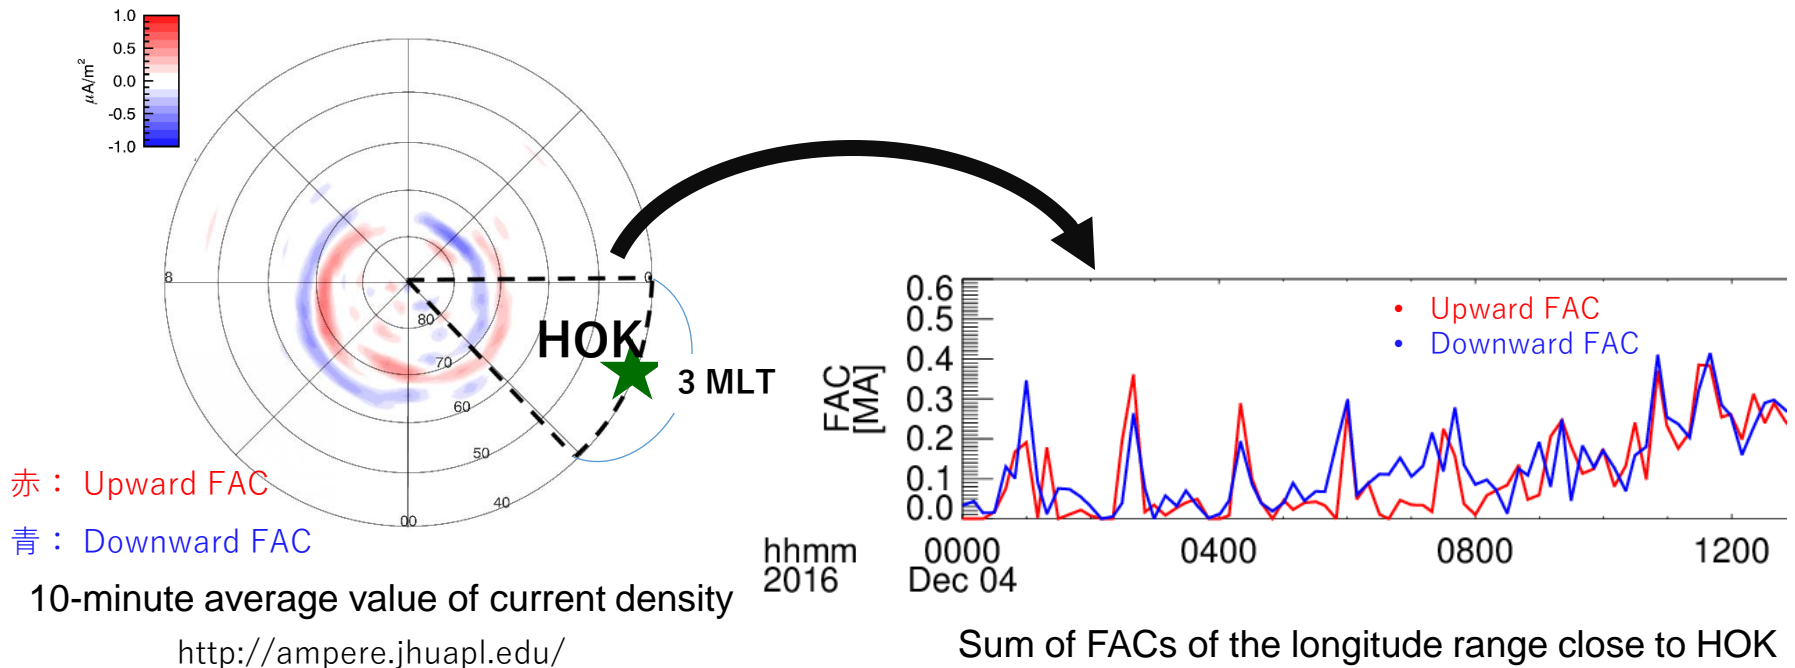 1.0
0.5
0.0
-0.5
-1.0
μA/m²
8
0
80
70
60
50
40
00
HOK
3 MLT
赤： Upward FAC
青： Downward FAC
10-minute average value of current density
http://ampere.jhuapl.edu/
0.6
0.5
0.4
0.3
0.2
0.1
0.0
FAC
[MA]
• Upward FAC
• Downward FAC
hhmm 0000 0400 0800 1200
2016 Dec 04
Sum of FACs of the longitude range close to HOK